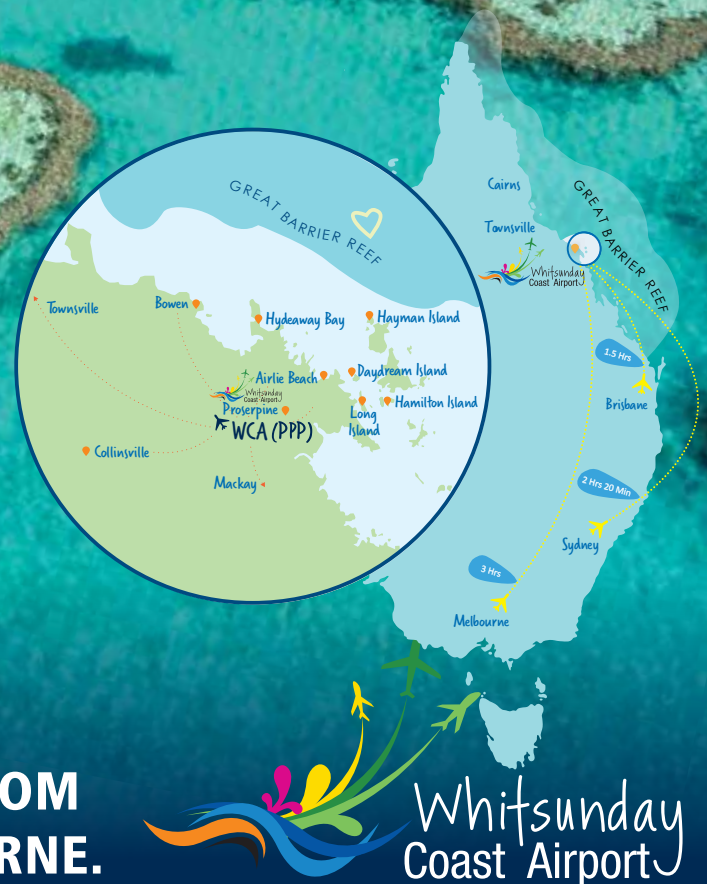 Cairns
GREAT BARRIER REEF
Townsville
Whitsunday
Coast Airport
GREAT BARRIER REEF
Townsville
Bowen
Hydeaway Bay
Hayman Island
Airlie Beach
Daydream Island
Whitsunday
Coast Airport
Proserpine
Long
Island
Hamilton Island
WCA (PPP)
Collinsville
Mackay
1.5 Hrs
Brisbane
2 Hrs 20 Min
Sydney
3 Hrs
Melbourne
OM
RNE.
Whitsunday
Coast Airport